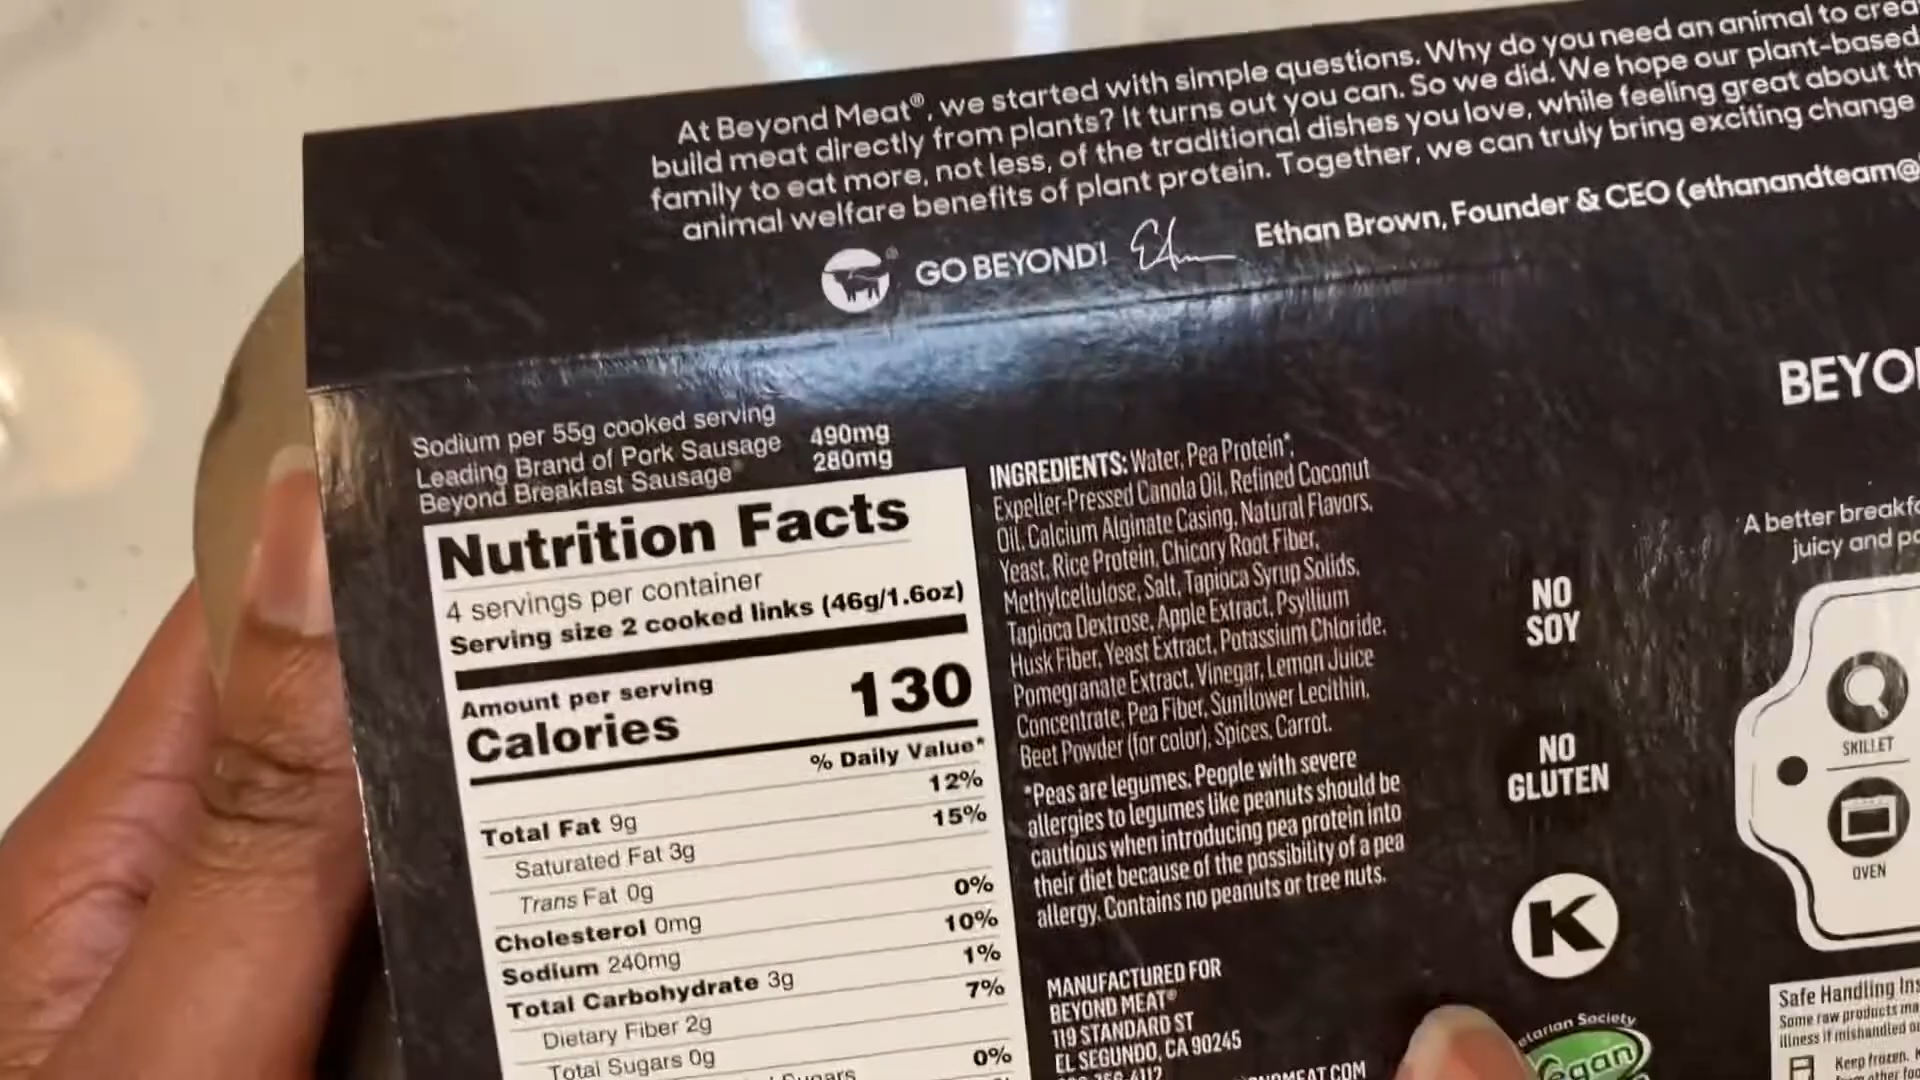 At Beyond Meat®, we started with simple questions. Why do you need an animal to
build meat directly from plants? It turns out you can. So we did. We hope our plant-based
family to eat more, not less, of the traditional dishes you love, while feeling great about
animal welfare benefits of plant protein. Together, we can truly bring exciting change
GO BEYOND! Ethan Brown, Founder & CEO (ethanandteam@
Sodium per 55g cooked serving
Leading Brand of Pork Sausage 490mg
Beyond Breakfast Sausage® 280mg
Nutrition Facts
4 servings per container
Serving size 2 cooked links (46g/1.6oz)
Amount per serving
Calories 130
% Daily Value*
Total Fat 9g 12%
Saturated Fat 3g 15%
Trans Fat 0g
Cholesterol 0mg 0%
Sodium 240mg 10%
Total Carbohydrate 3g 1%
Dietary Fiber 2g 7%
Total Sugars 0g
Sugars 0%
INGREDIENTS: Water, Pea Protein*,
Expeller-Pressed Canola Oil, Refined Coconut
Oil, Calcium Alginate Casing, Natural Flavors,
Yeast, Rice Protein, Chicory Root Fiber,
Methylcellulose, Salt, Tapioca Syrup Solids,
Tapioca Dextrose, Apple Extract, Psyllium
Husk Fiber, Yeast Extract, Potassium Chloride,
Pomegranate Extract, Vinegar, Lemon Juice
Concentrate, Pea Fiber, Sunflower Lecithin,
Beet Powder (for color), Spices, Carrot.
*Peas are legumes. People with severe
allergies to legumes like peanuts should be
cautious when introducing pea protein into
their diet because of the possibility of a pea
allergy. Contains no peanuts or tree nuts.
MANUFACTURED FOR
BEYOND MEAT®
119 STANDARD ST
EL SEGUNDO, CA 90245
NO
SOY
NO
GLUTEN
K
Society
BEYO
A better
juicy and
SKILLET
OVEN
Safe Handling
Some raw products
illness if mishandled
Keep frozen.